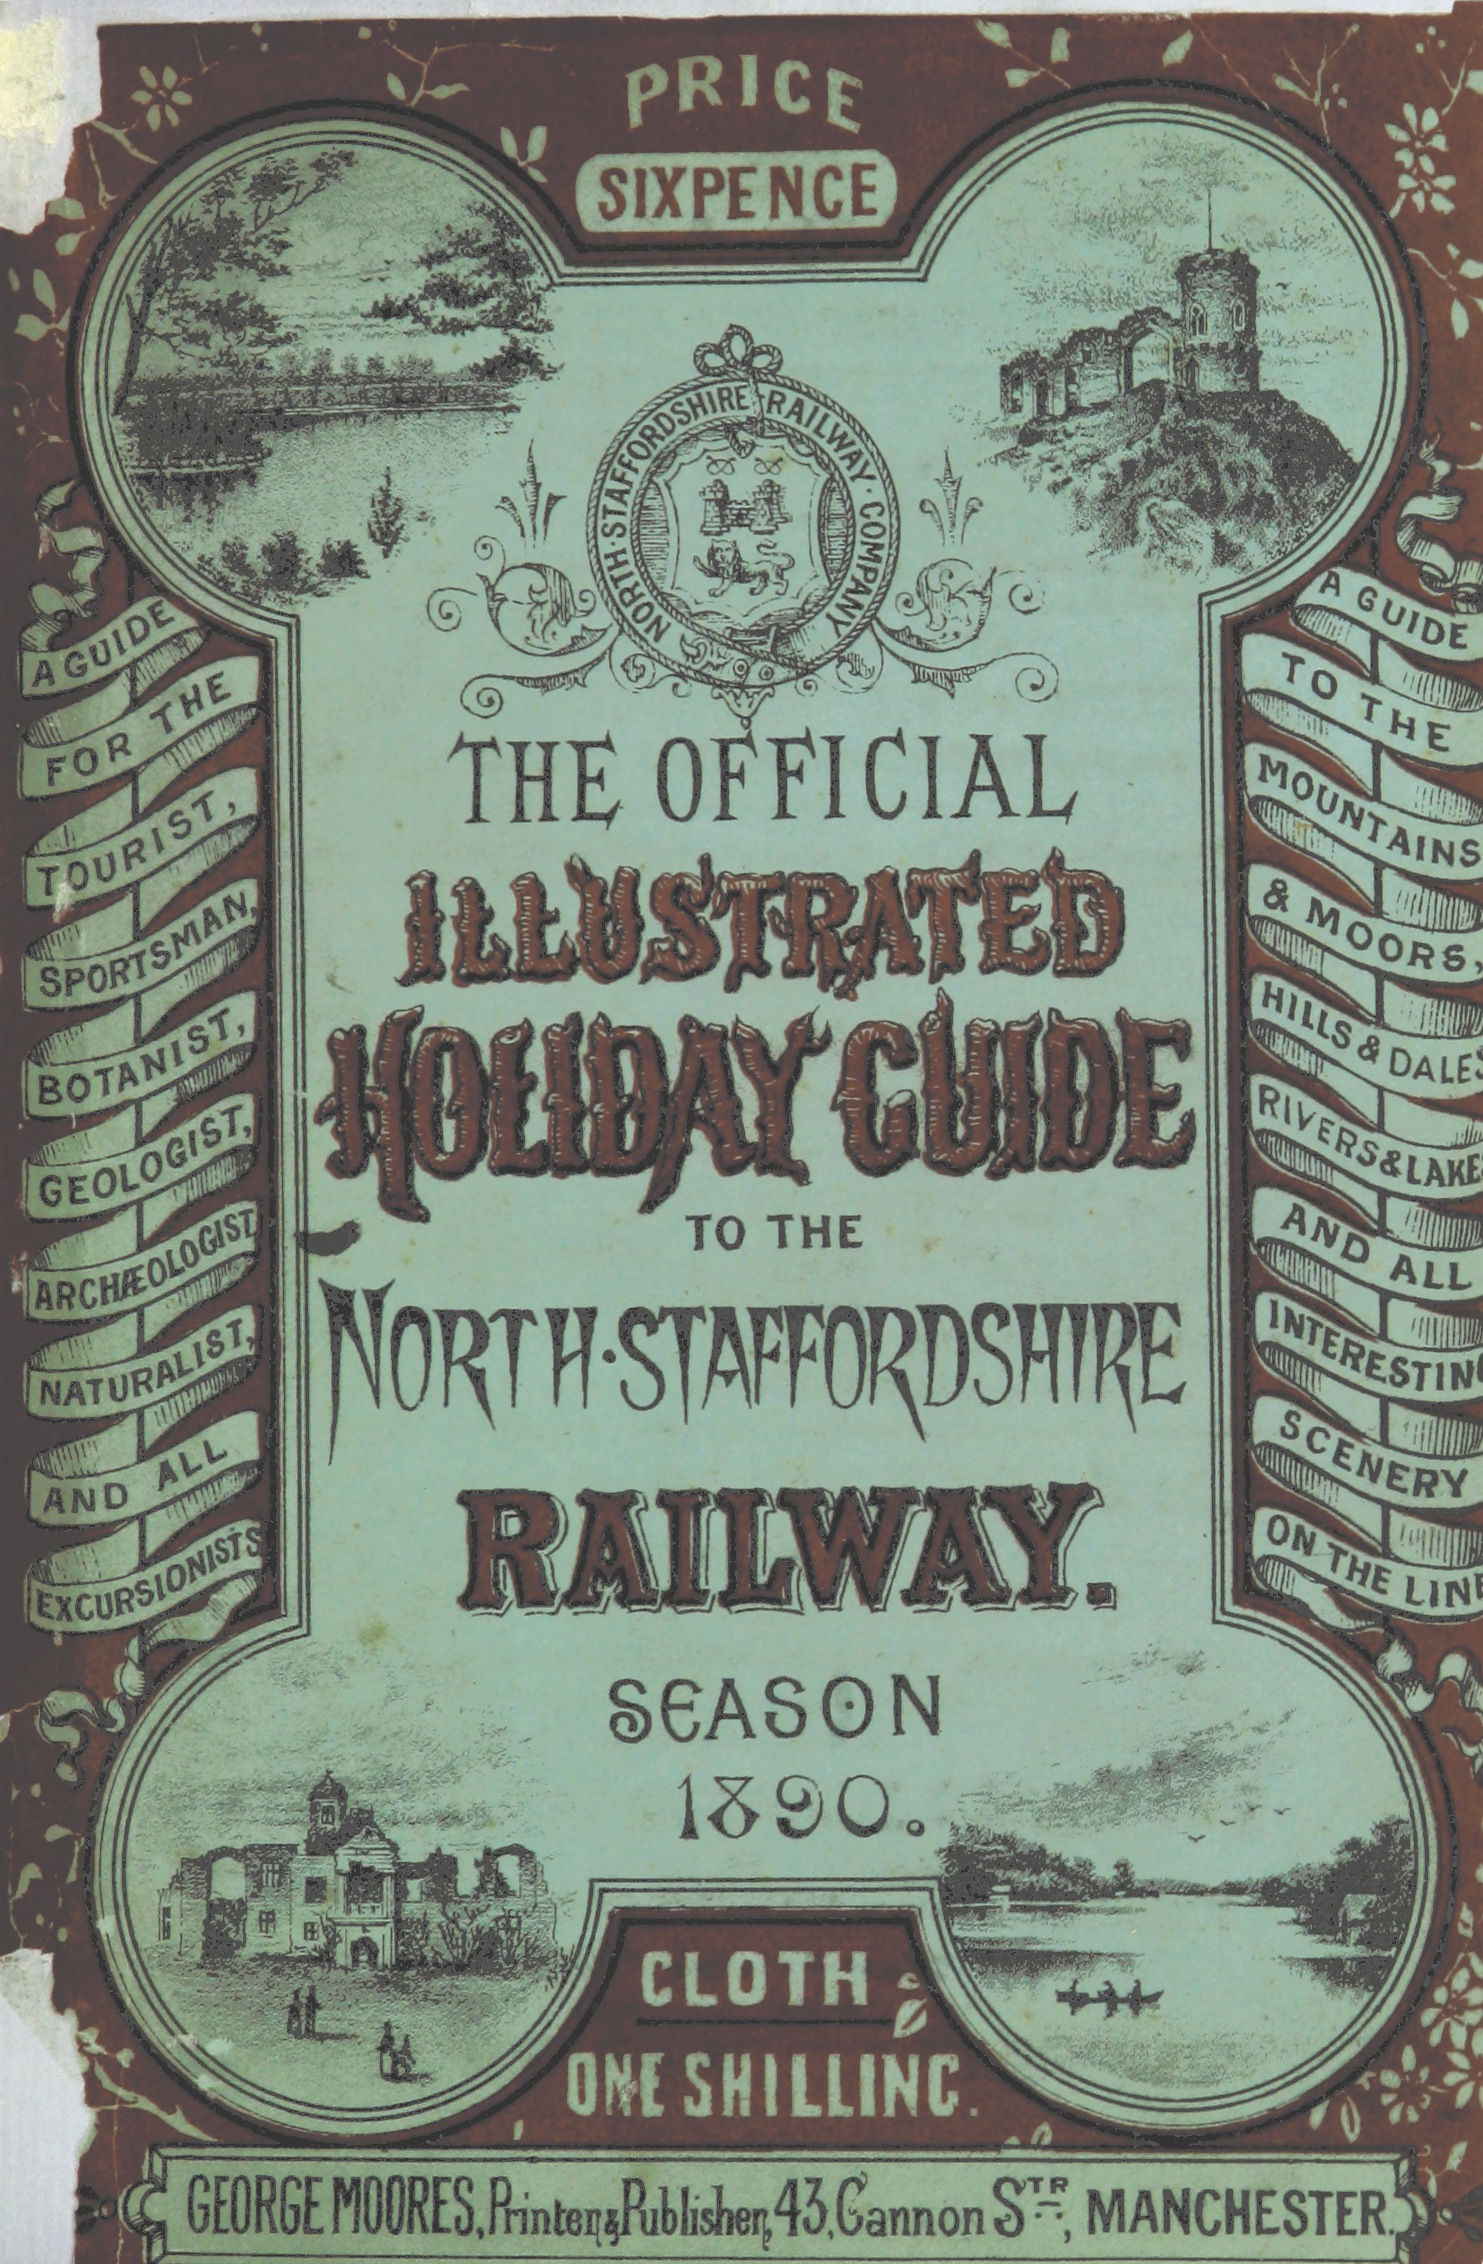 PRICE
SIXPENCE
NORTH·STAFFORDSHIRE·RAILWAY·COMPANY
THE OFFICIAL
ILLUSTRATED
HOLIDAY GUIDE
TO THE
NORTH·STAFFORDSHIRE
RAILWAY.
SEASON
1890.
A GUIDE
FOR THE
TOURIST,
SPORTSMAN,
BOTANIST,
GEOLOGIST,
ARCHÆOLOGIST
NATURALIST,
AND ALL
EXCURSIONISTS
A GUIDE
TO THE
MOUNTAINS
& MOORS,
HILLS & DALES
RIVERS & LAKE
AND ALL
INTERESTING
SCENERY
ON THE LINE
CLOTH
ONE SHILLING.
GEORGE MOORES, Printer & Publisher, 43, Cannon STR, MANCHESTER.